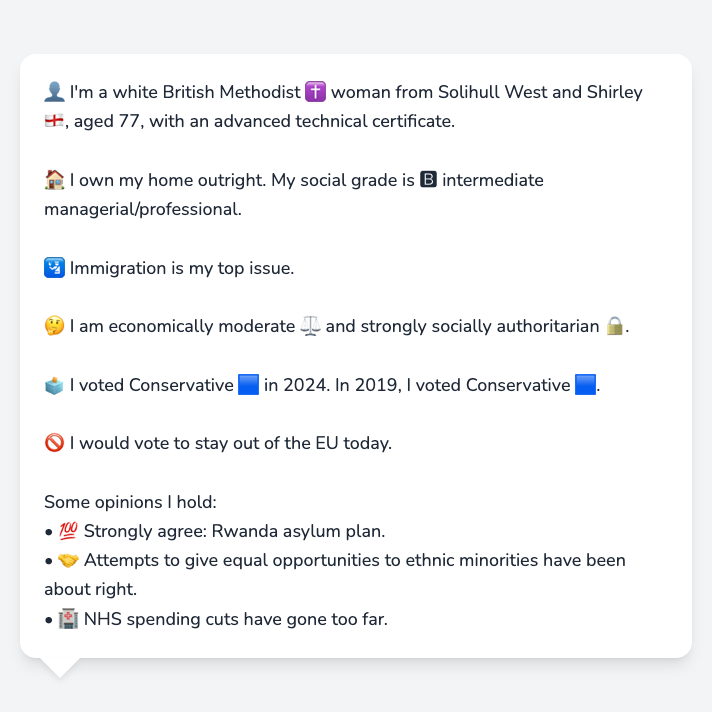 👤 I'm a white British Methodist ✝️ woman from Solihull West and Shirley
🏴󠁧󠁢󠁥󠁮󠁧󠁿, aged 77, with an advanced technical certificate.
🏠 I own my home outright. My social grade is 🅱 intermediate
managerial/professional.
🛂 Immigration is my top issue.
🤔 I am economically moderate ⚖️ and strongly socially authoritarian 🔒.
🗳️ I voted Conservative 🟦 in 2024. In 2019, I voted Conservative 🟦.
🚫 I would vote to stay out of the EU today.
Some opinions I hold:
• 💯 Strongly agree: Rwanda asylum plan.
• 🤝 Attempts to give equal opportunities to ethnic minorities have been
about right.
• 🏥 NHS spending cuts have gone too far.